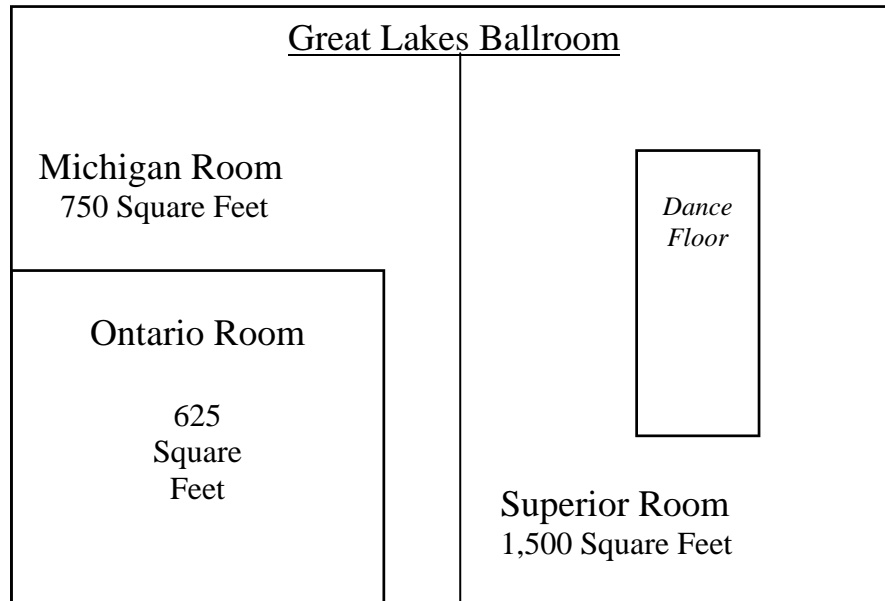 Great Lakes Ballroom
Michigan Room
750 Square Feet
Dance
Floor
Ontario Room
625
Square
Feet
Superior Room
1,500 Square Feet